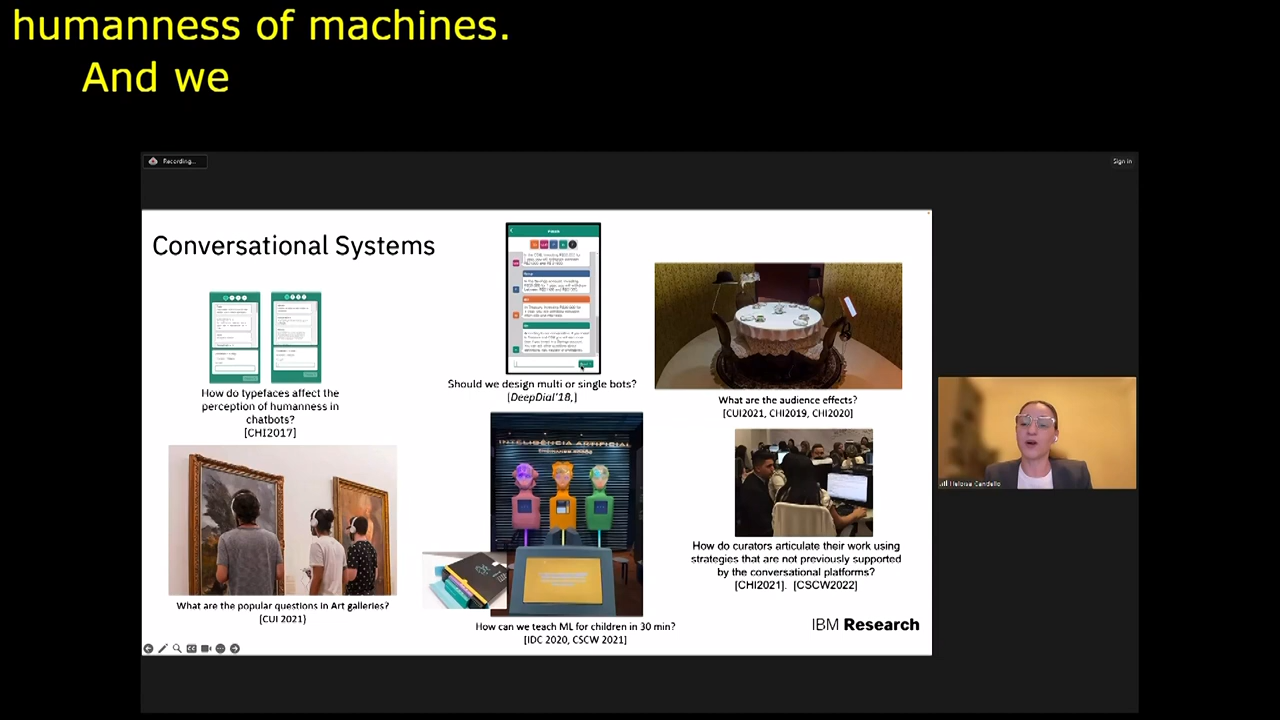 humanness of machines.
And we
Recording...
Sign in
Conversational Systems
How do typefaces affect the
perception of humanness in
chatbots?
[CHI2017]
Should we design multi or single bots?
[DeepDial'18,]
What are the audience effects?
[CUI2021, CHI2019, CHI2020]
INTELIGÊNCIA ARTIFICIAL
What are the popular questions in Art galleries?
[CUI 2021]
How can we teach ML for children in 30 min?
[IDC 2020, CSCW 2021]
How do curators articulate their work using
strategies that are not previously supported
by the conversational platforms?
[CHI2021]. [CSCW2022]
IBM Research
Heloisa Candello